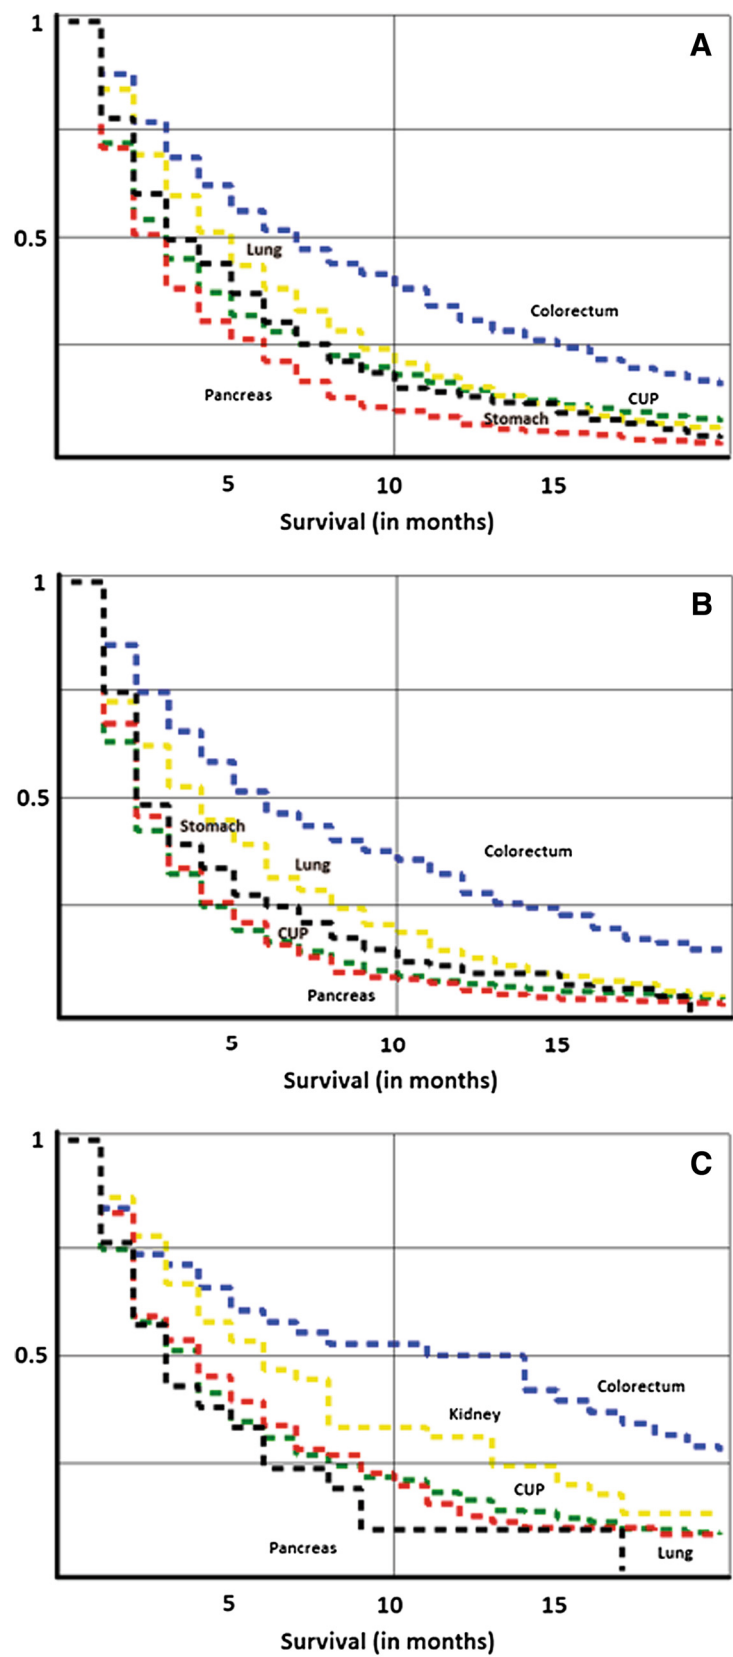 1
A
0.5
Lung
Colorectum
Pancreas
CUP
Stomach
5 10 15
Survival (in months)
1
B
0.5
Stomach
Colorectum
Lung
CUP
Pancreas
5 10 15
Survival (in months)
1
C
0.5
Colorectum
Kidney
CUP
Pancreas
Lung
5 10 15
Survival (in months)